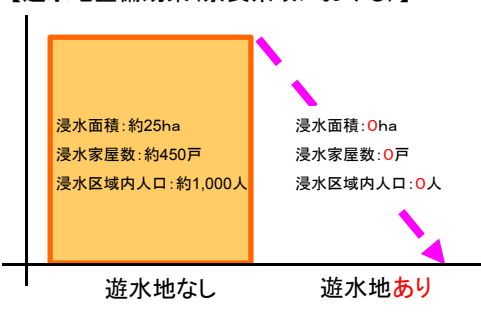 浸水面積:約25ha
浸水家屋数:約450戸
浸水区域内人口:約1,000人
浸水面積:0ha
浸水家屋数:0戸
浸水区域内人口:0人
遊水地なし
遊水地あり